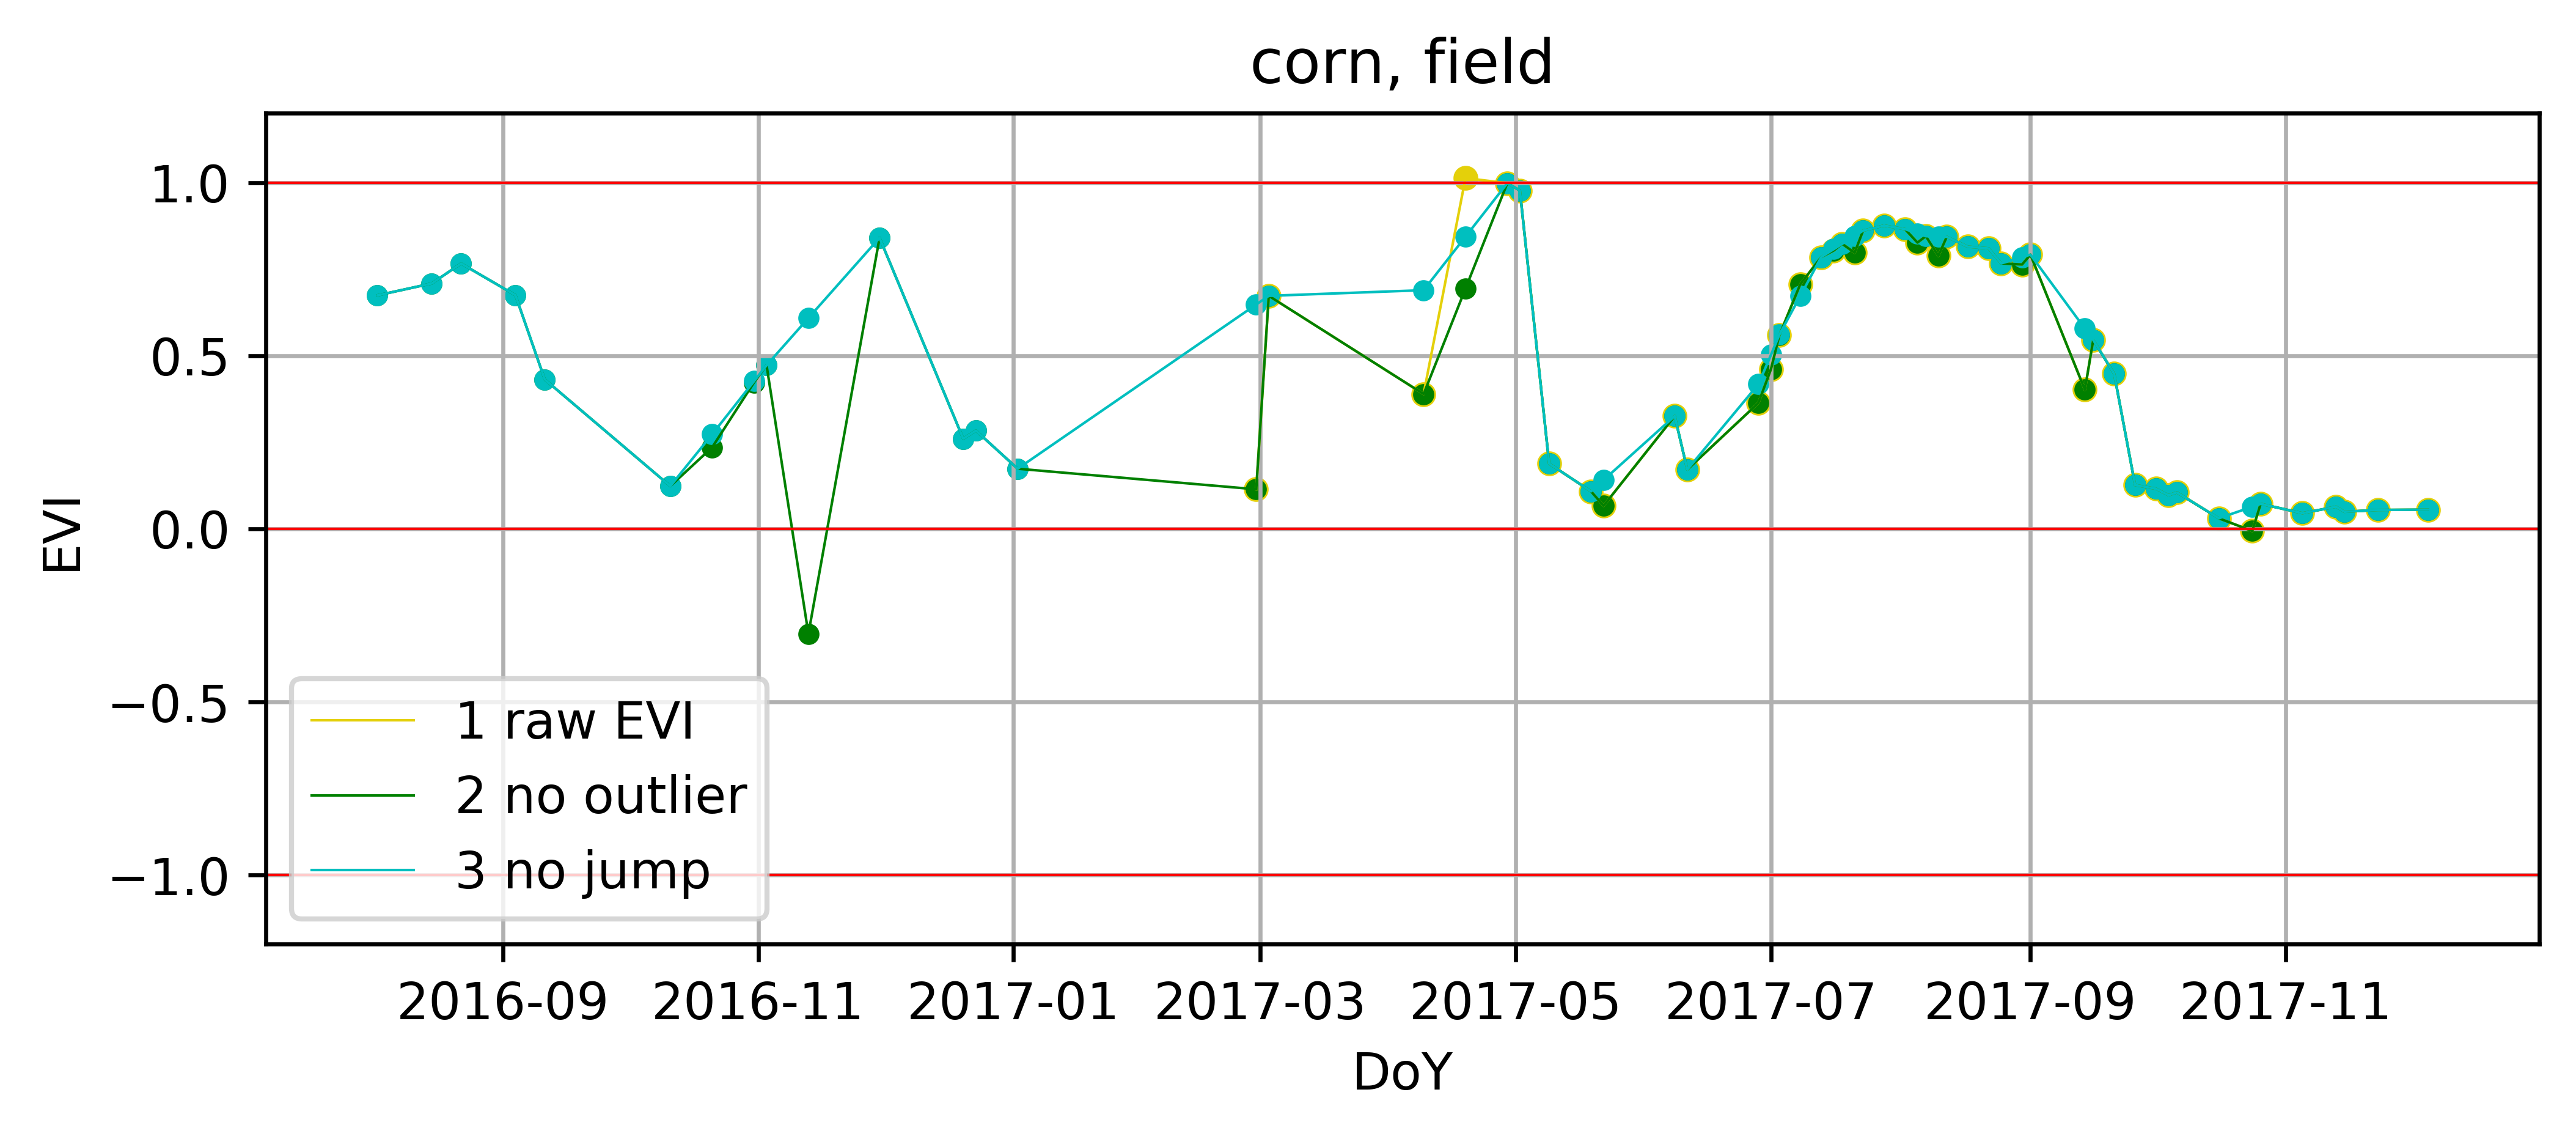 corn, field
EVI
1.0
0.5
0.0
−0.5
−1.0
1 raw EVI
2 no outlier
3 no jump
2016-09 2016-11 2017-01 2017-03 2017-05 2017-07 2017-09 2017-11
DoY